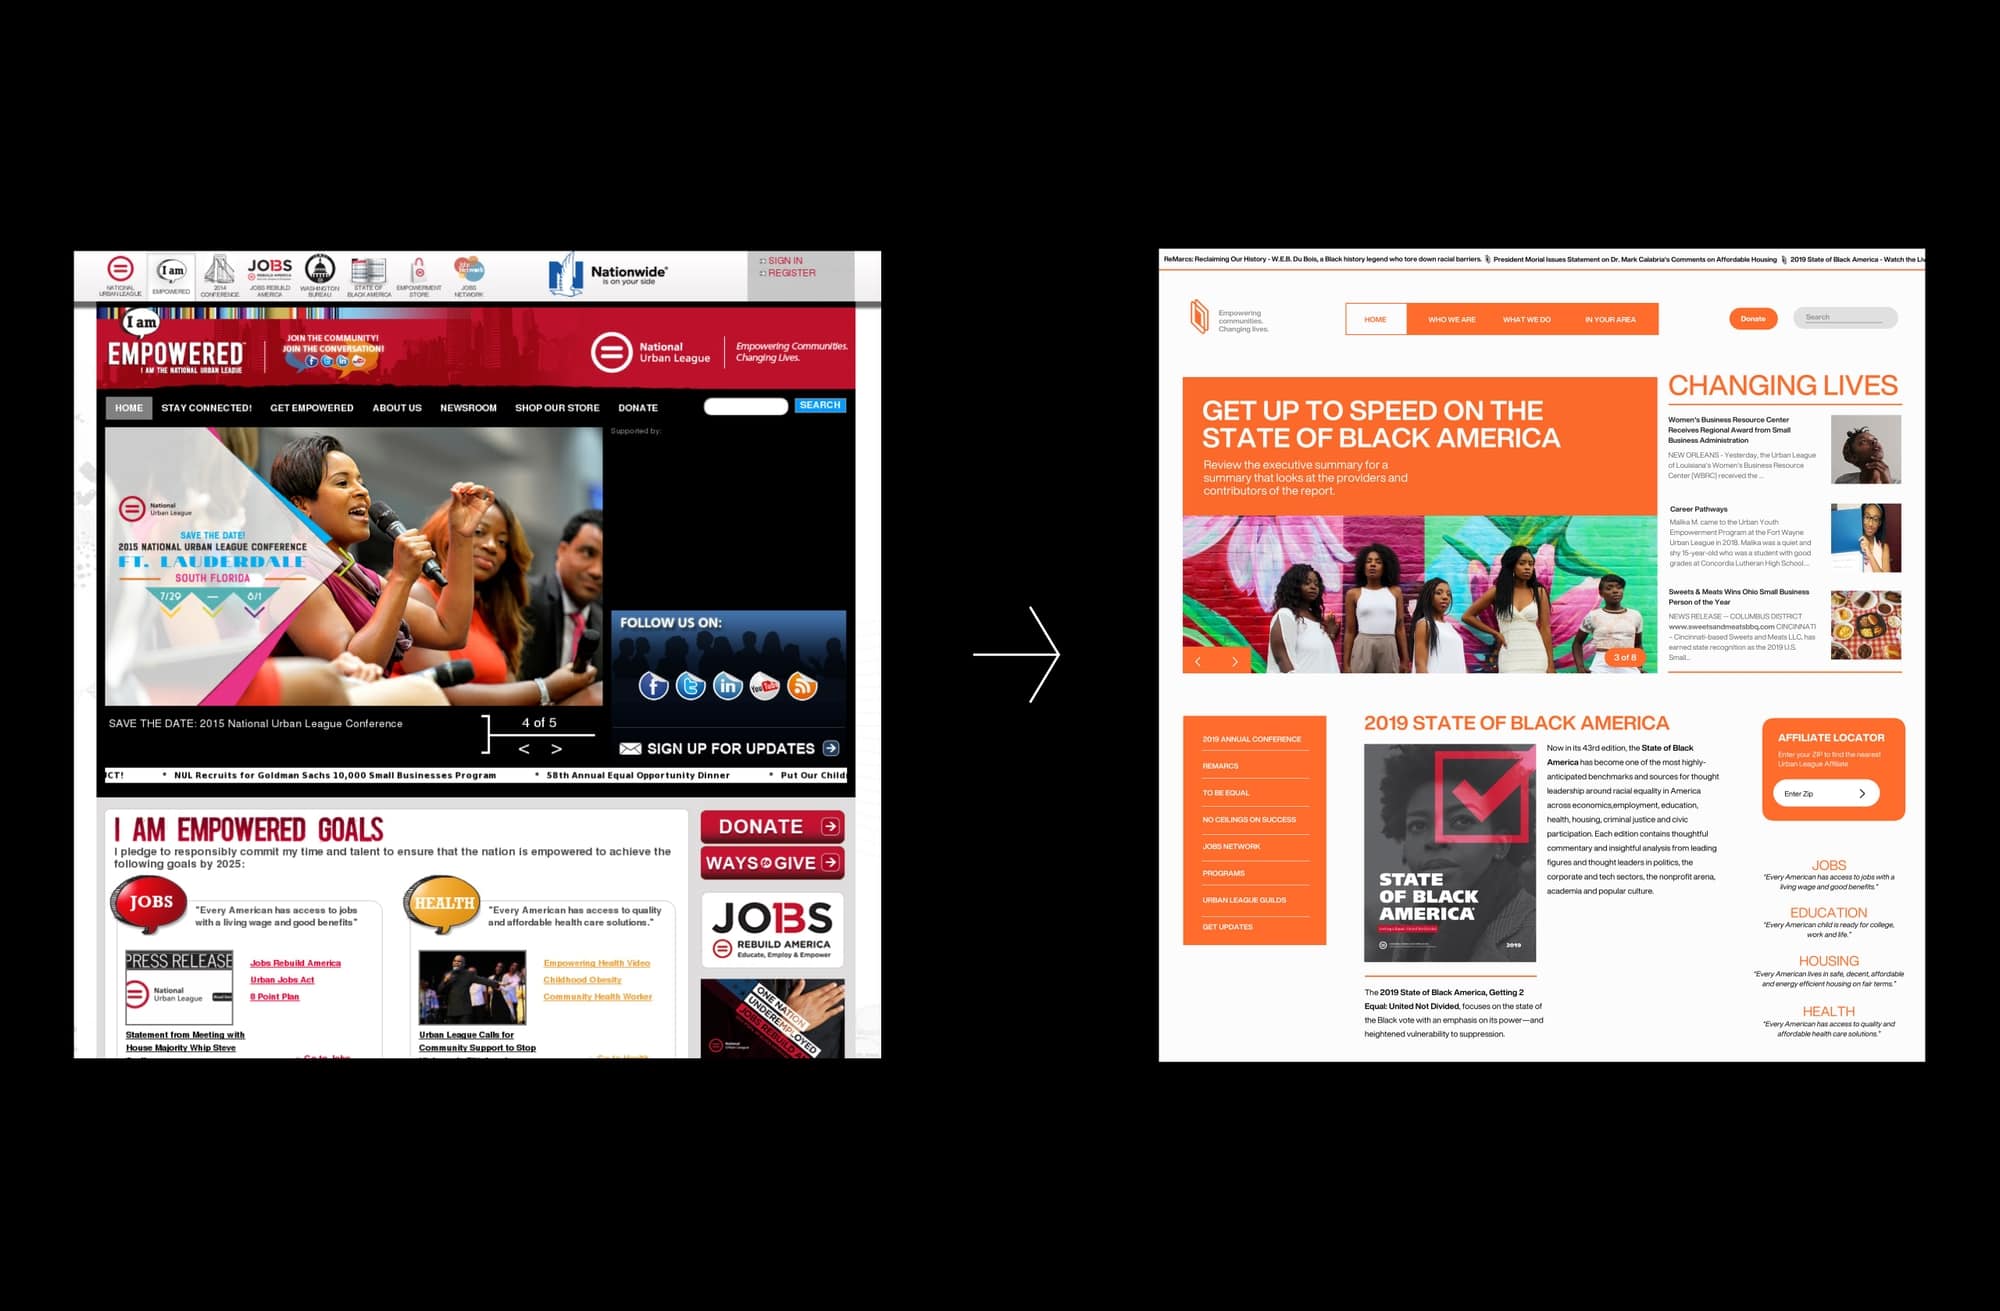 NATIONAL
URBAN LEAGUE
I am
EMPOWERED
2014
CONFERENCE
JOBS
REBUILD AMERICA
JOBS REBUILD
AMERICA
WASHINGTON
BUREAU
STATE OF
BLACK AMERICA
EMPOWERMENT
STORE
Jobs
Network
JOBS
NETWORK
Nationwide®
is on your side
SIGN IN
REGISTER
I am
EMPOWERED
I AM THE NATIONAL URBAN LEAGUE
JOIN THE COMMUNITY!
JOIN THE CONVERSATION!
National
Urban League
Empowering Communities.
Changing Lives.
HOME STAY CONNECTED! GET EMPOWERED ABOUT US NEWSROOM SHOP OUR STORE DONATE
SEARCH
Supported by:
National
Urban League
SAVE THE DATE!
2015 NATIONAL URBAN LEAGUE CONFERENCE
FT. LAUDERDALE
SOUTH FLORIDA
7/29 — 8/1
FOLLOW US ON:
f t in You Tube
SAVE THE DATE: 2015 National Urban League Conference
4 of 5
< >
SIGN UP FOR UPDATES
JCT! * NUL Recruits for Goldman Sachs 10,000 Small Businesses Program * 58th Annual Equal Opportunity Dinner * Put Our Child
I AM EMPOWERED GOALS
I pledge to responsibly commit my time and talent to ensure that the nation is empowered to achieve the
following goals by 2025:
JOBS
"Every American has access to jobs
with a living wage and good benefits"
PRESS RELEASE
National
Urban League
Jobs Rebuild America
Urban Jobs Act
8 Point Plan
Statement from Meeting with
House Majority Whip Steve
Go to Jobs
HEALTH
"Every American has access to quality
and affordable health care solutions."
Empowering Health Video
Childhood Obesity
Community Health Worker
Urban League Calls for
Community Support to Stop
Go to Health
DONATE
WAYS TO GIVE
JOBS
REBUILD AMERICA
Educate, Employ & Empower
ONE NATION
UNDEREMPLOYED
JOBS REBUILD AMERICA
National
Urban League
ReMarcs: Reclaiming Our History - W.E.B. Du Bois, a Black history legend who tore down racial barriers. President Morial Issues Statement on Dr. Mark Calabria's Comments on Affordable Housing 2019 State of Black America - Watch the Liv
Empowering
communities.
Changing lives.
HOME WHO WE ARE WHAT WE DO IN YOUR AREA
Donate
Search
GET UP TO SPEED ON THE
STATE OF BLACK AMERICA
Review the executive summary for a
summary that looks at the providers and
contributors of the report.
3 of 8
CHANGING LIVES
Women's Business Resource Center
Receives Regional Award from Small
Business Administration
NEW ORLEANS - Yesterday, the Urban League
of Louisiana's Women's Business Resource
Center [WBRC] received the ...
Career Pathways
Malika M. came to the Urban Youth
Empowerment Program at the Fort Wayne
Urban League in 2018. Malika was a quiet and
shy 15-year-old who was a student with good
grades at Concordia Lutheran High School....
Sweets & Meats Wins Ohio Small Business
Person of the Year
NEWS RELEASE — COLUMBUS DISTRICT
www.sweetsandmeatsbbq.com CINCINNATI
- Cincinnati-based Sweets and Meats LLC, has
earned state recognition as the 2019 U.S.
Small...
2019 ANNUAL CONFERENCE
REMARCS
TO BE EQUAL
NO CEILINGS ON SUCCESS
JOBS NETWORK
PROGRAMS
URBAN LEAGUE GUILDS
GET UPDATES
2019 STATE OF BLACK AMERICA
STATE
OF BLACK
AMERICA
2019
Now in its 43rd edition, the State of Black
America has become one of the most highly-
anticipated benchmarks and sources for thought
leadership around racial equality in America
across economics,employment, education,
health, housing, criminal justice and civic
participation. Each edition contains thoughtful
commentary and insightful analysis from leading
figures and thought leaders in politics, the
corporate and tech sectors, the nonprofit arena,
academia and popular culture.
The 2019 State of Black America, Getting 2
Equal: United Not Divided, focuses on the state of
the Black vote with an emphasis on its power—and
heightened vulnerability to suppression.
AFFILIATE LOCATOR
Enter your ZIP to find the nearest
Urban League Affiliate
Enter Zip
JOBS
"Every American has access to jobs with a
living wage and good benefits."
EDUCATION
"Every American child is ready for college,
work and life."
HOUSING
"Every American lives in safe, decent, affordable
and energy efficient housing on fair terms."
HEALTH
"Every American has access to quality and
affordable health care solutions."